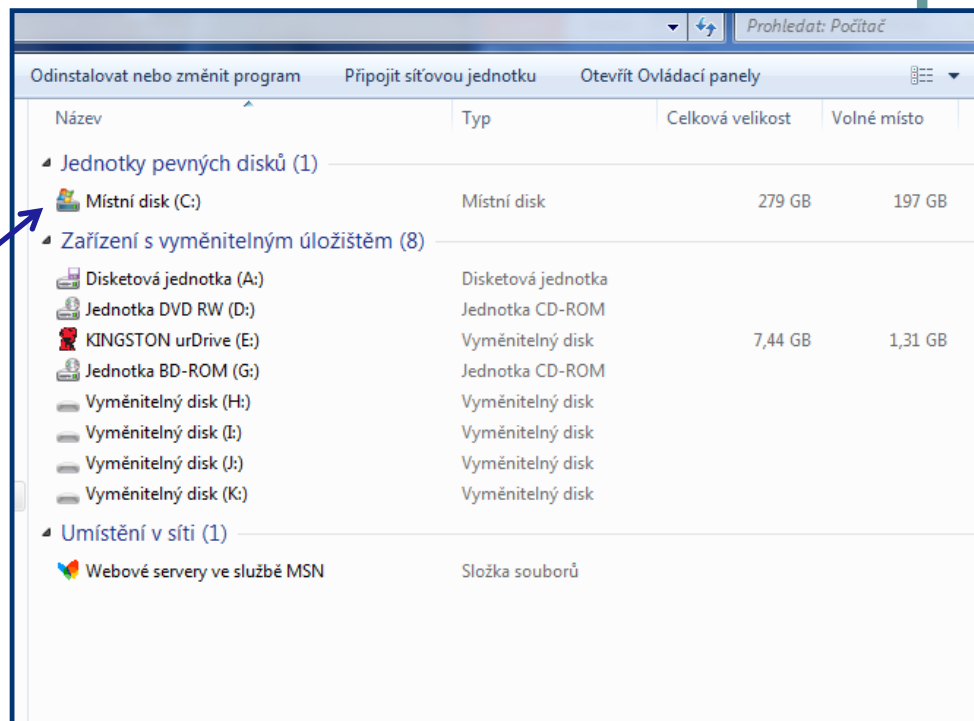 Prohledat: Počítač
Odinstalovat nebo změnit program Připojit síťovou jednotku Otevřít Ovládací panely
Název Typ Celková velikost Volné místo
Jednotky pevných disků (1)
Místní disk (C:) Místní disk 279 GB 197 GB
Zařízení s vyměnitelným úložištěm (8)
Disketová jednotka (A:) Disketová jednotka
Jednotka DVD RW (D:) Jednotka CD-ROM
KINGSTON urDrive (E:) Vyměnitelný disk 7,44 GB 1,31 GB
Jednotka BD-ROM (G:) Jednotka CD-ROM
Vyměnitelný disk (H:) Vyměnitelný disk
Vyměnitelný disk (I:) Vyměnitelný disk
Vyměnitelný disk (J:) Vyměnitelný disk
Vyměnitelný disk (K:) Vyměnitelný disk
Umístění v síti (1)
Webové servery ve službě MSN Složka souborů